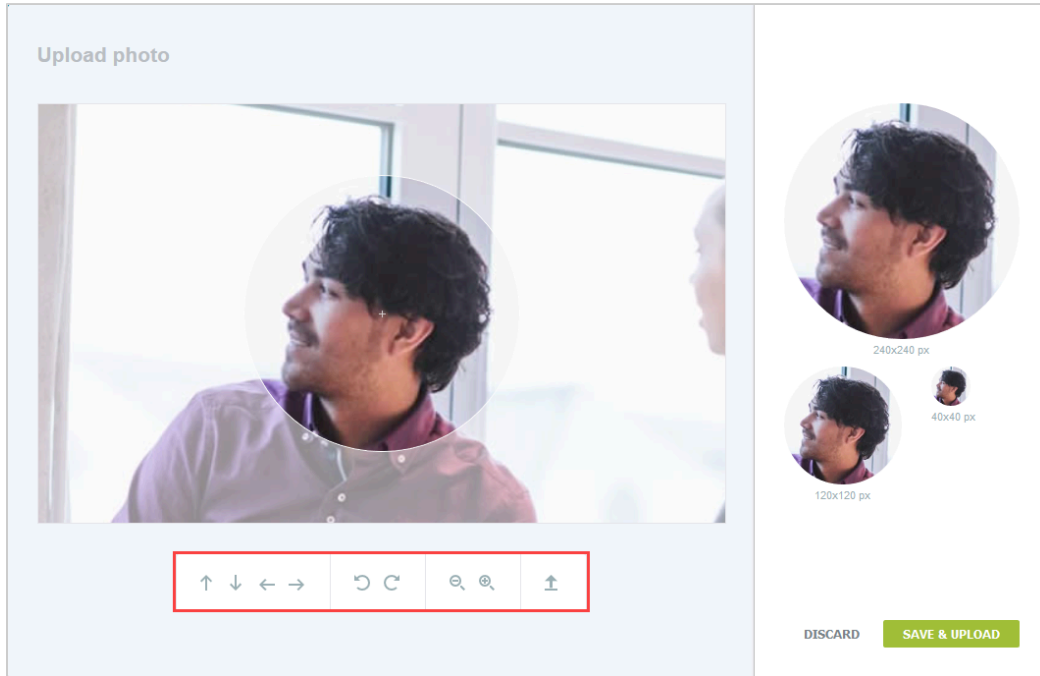 Upload photo
240x240 px
40x40 px
120x120 px
DISCARD
SAVE & UPLOAD